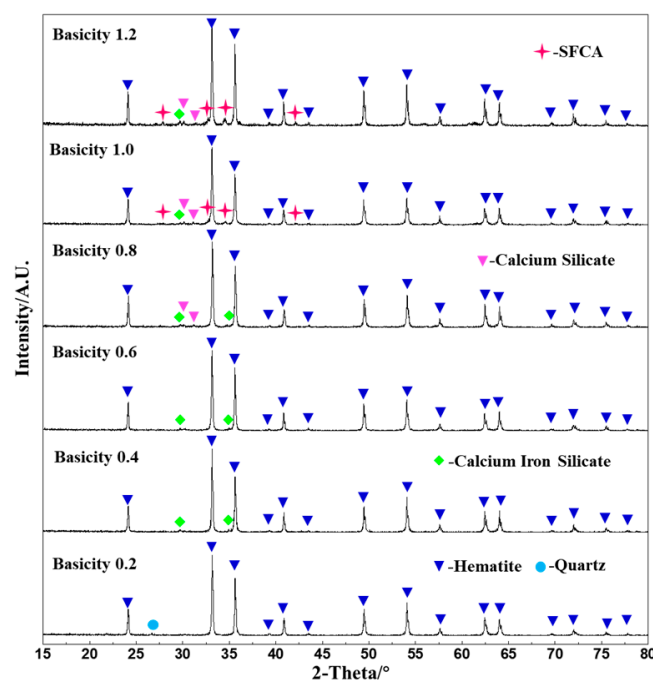 Basicity 1.2
-SFCA
Basicity 1.0
Basicity 0.8
-Calcium Silicate
Basicity 0.6
Basicity 0.4
-Calcium Iron Silicate
Basicity 0.2
-Hematite -Quartz
Intensity/A.U.
15 20 25 30 35 40 45 50 55 60 65 70 75 80
2-Theta/°